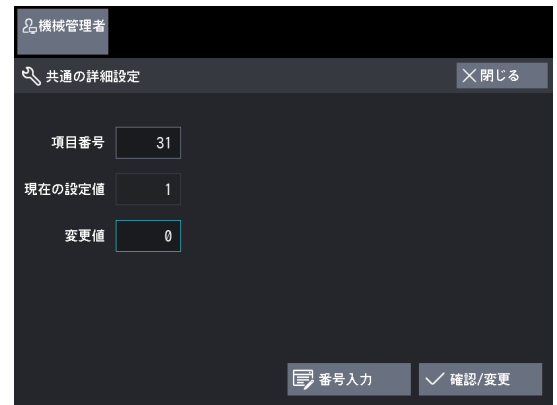 機械管理者
共通の詳細設定
閉じる
項目番号 31
現在の設定値 1
変更値 0
番号入力
確認/変更